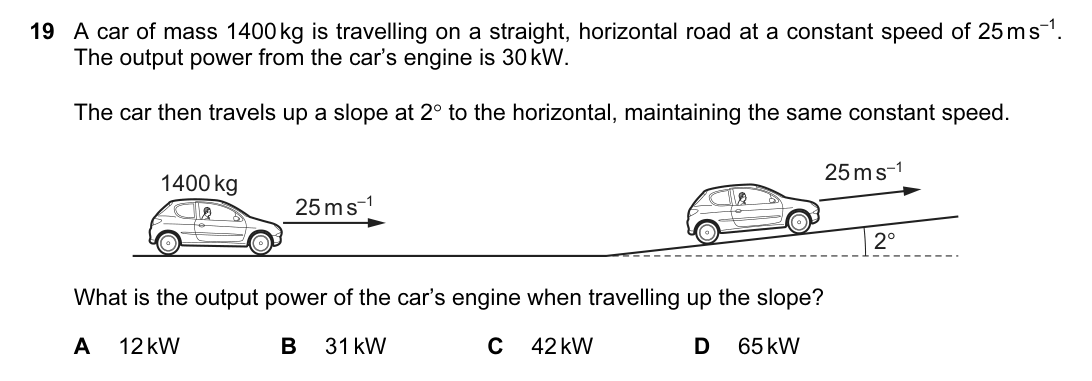 19 A car of mass 1400 kg is travelling on a straight, horizontal road at a constant speed of 25 m s⁻¹.
The output power from the car's engine is 30 kW.
The car then travels up a slope at 2° to the horizontal, maintaining the same constant speed.
1400 kg
25 m s⁻¹
25 m s⁻¹
2°
What is the output power of the car's engine when travelling up the slope?
A 12 kW B 31 kW C 42 kW D 65 kW